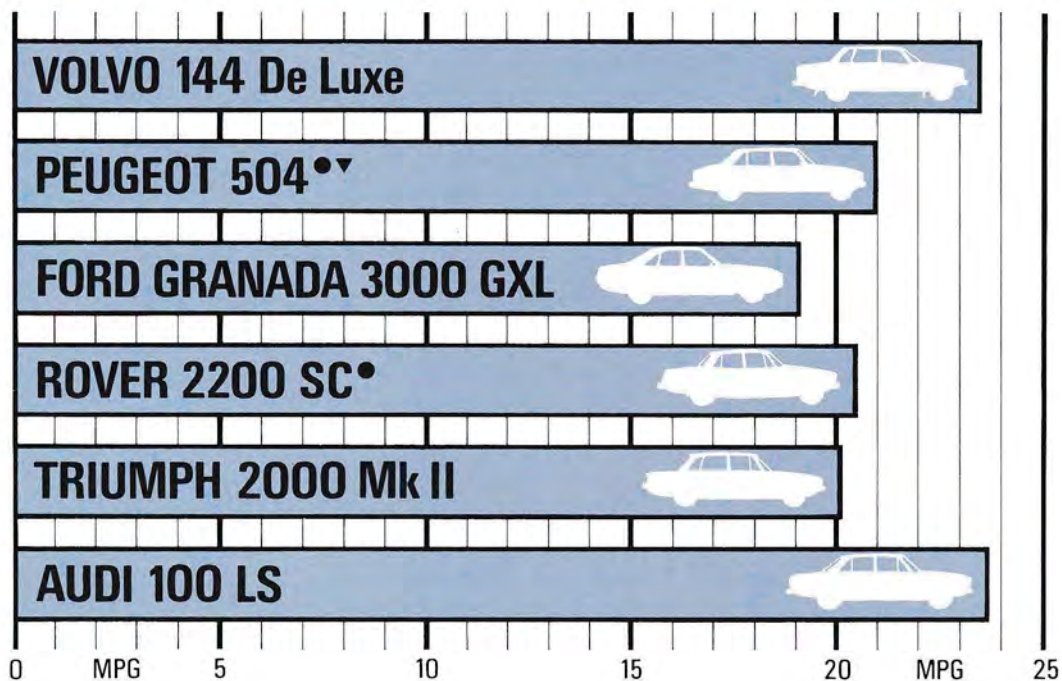 VOLVO 144 De Luxe
PEUGEOT 504●▼
FORD GRANADA 3000 GXL
ROVER 2200 SC●
TRIUMPH 2000 Mk II
AUDI 100 LS
0 MPG 5 10 15 20 MPG 25